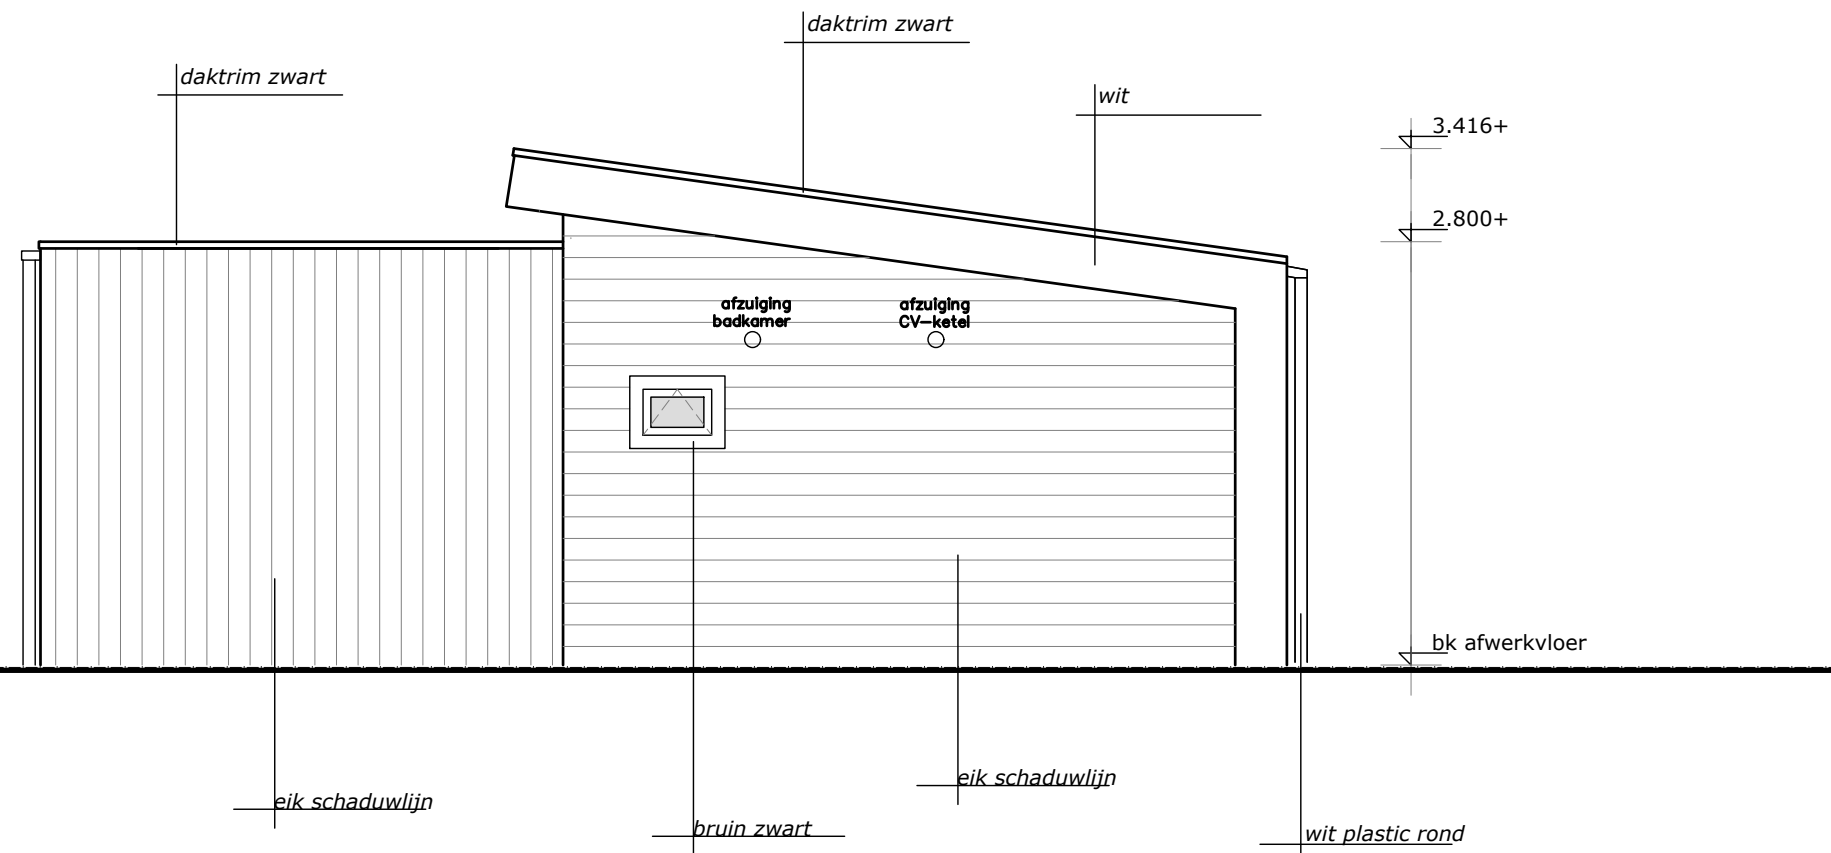 daktrim zwart
daktrim zwart
wit
3.416+
2.800+
afzuiging
badkamer
afzuiging
CV-ketel
bk afwerkvloer
eik schaduwlijn
eik schaduwlijn
bruin zwart
wit plastic rond